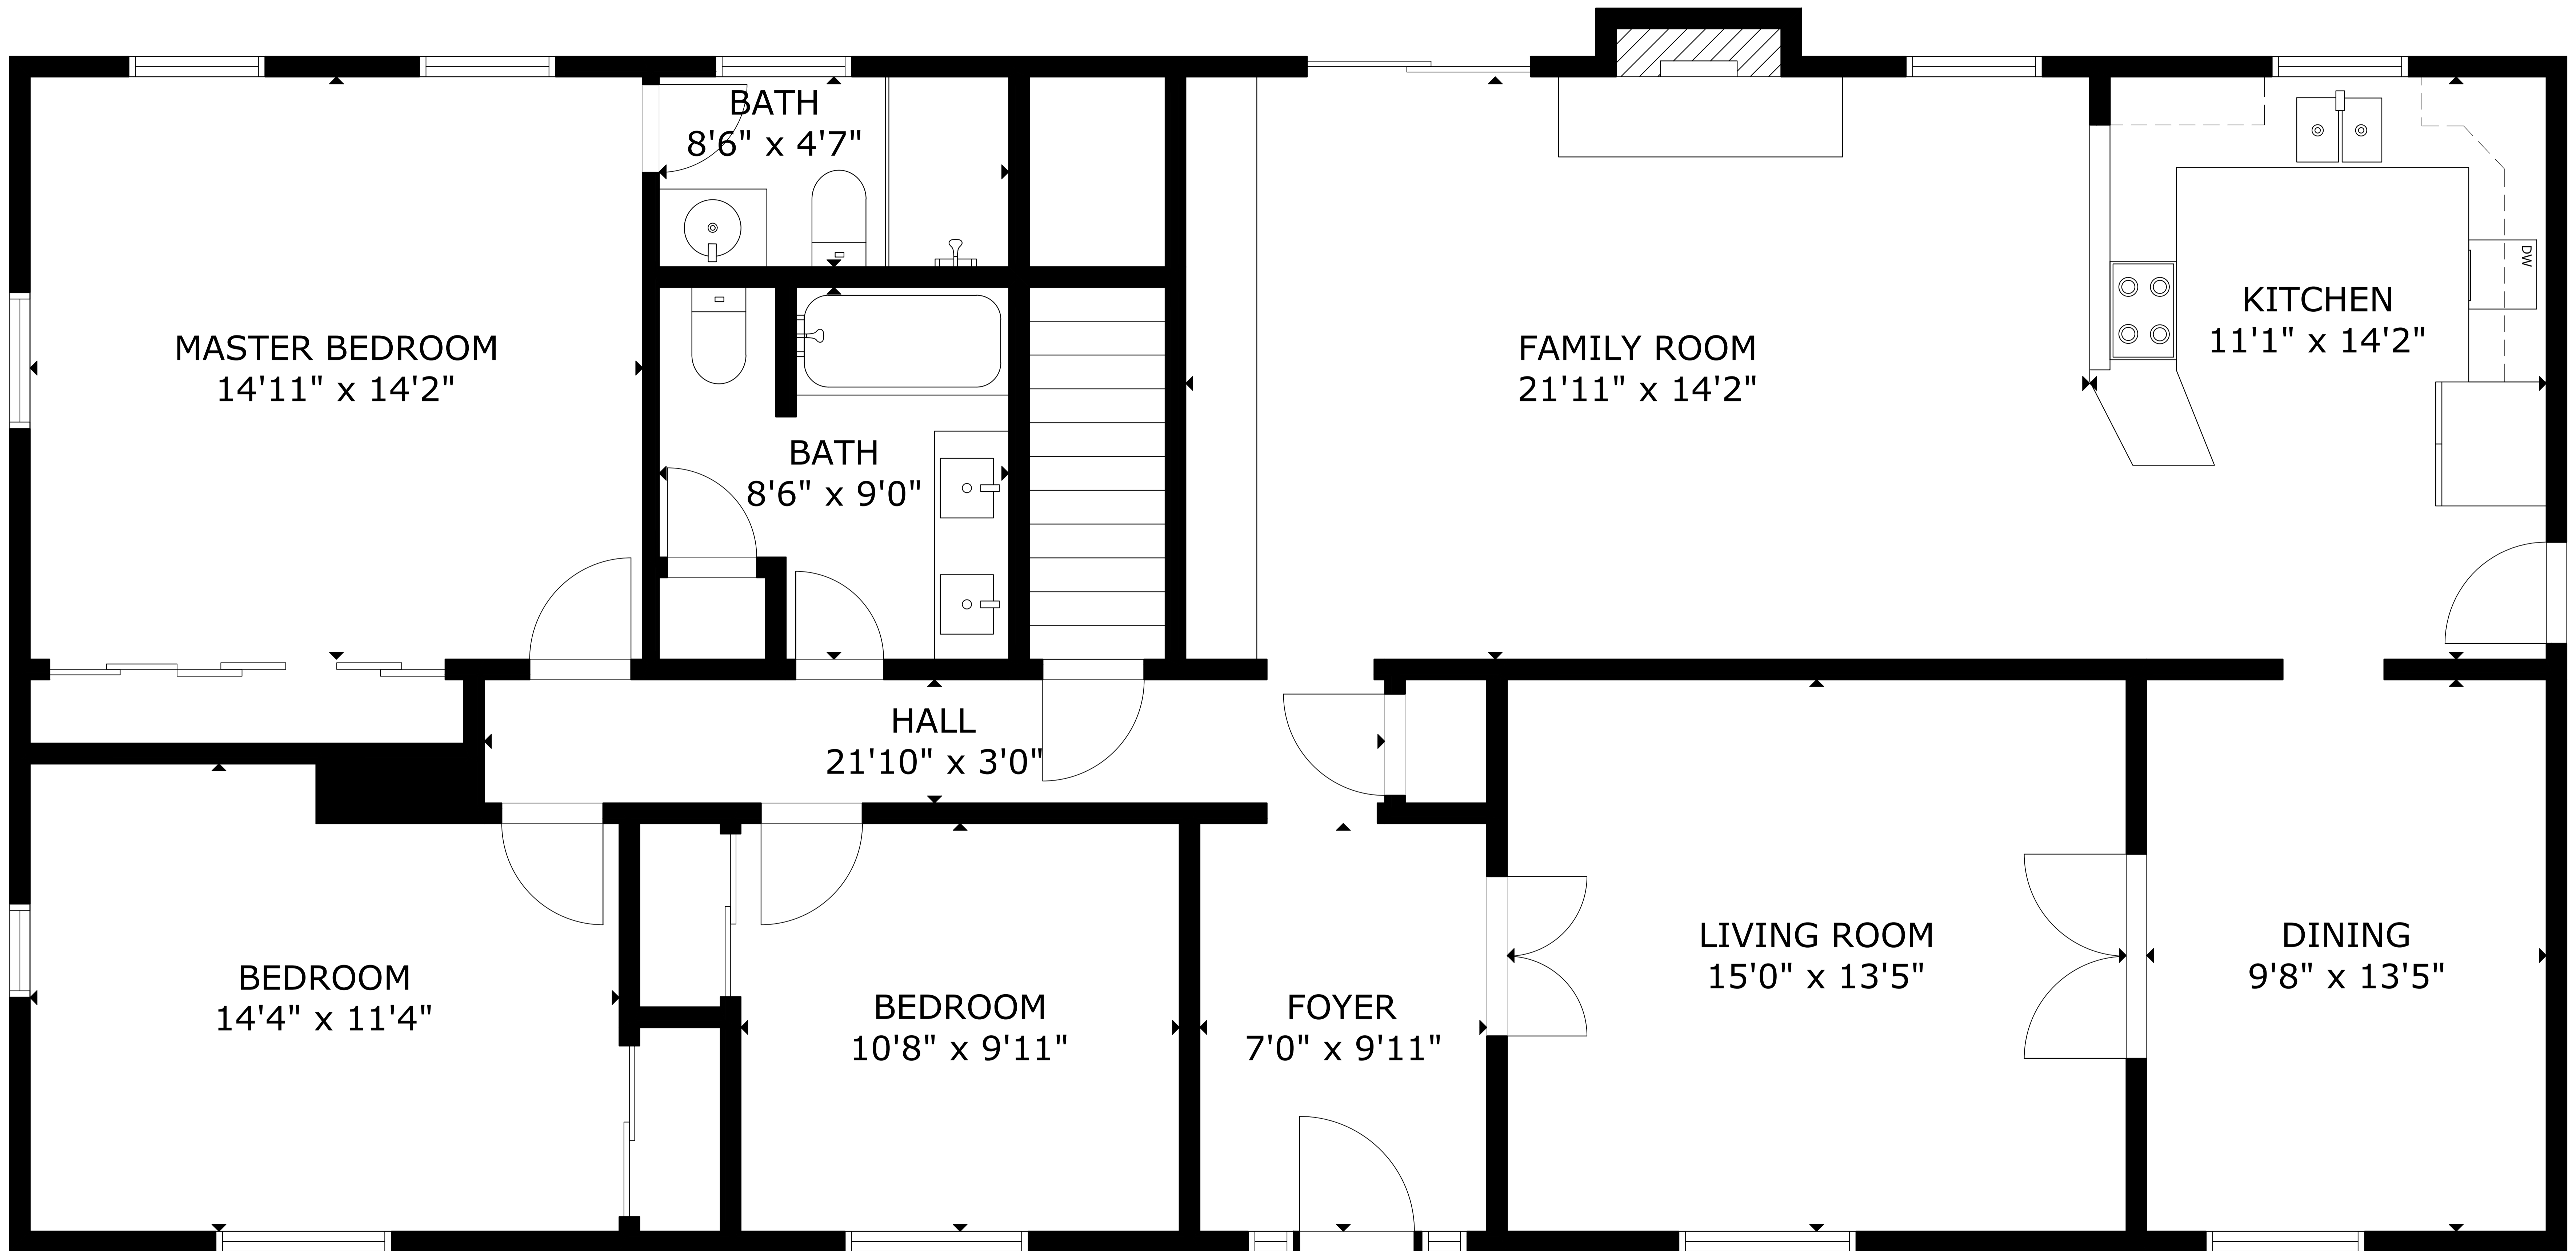 BATH
8'6" x 4'7"
MASTER BEDROOM
14'11" x 14'2"
BATH
8'6" x 9'0"
FAMILY ROOM
21'11" x 14'2"
KITCHEN
11'1" x 14'2"
DW
HALL
21'10" x 3'0"
BEDROOM
14'4" x 11'4"
BEDROOM
10'8" x 9'11"
FOYER
7'0" x 9'11"
LIVING ROOM
15'0" x 13'5"
DINING
9'8" x 13'5"